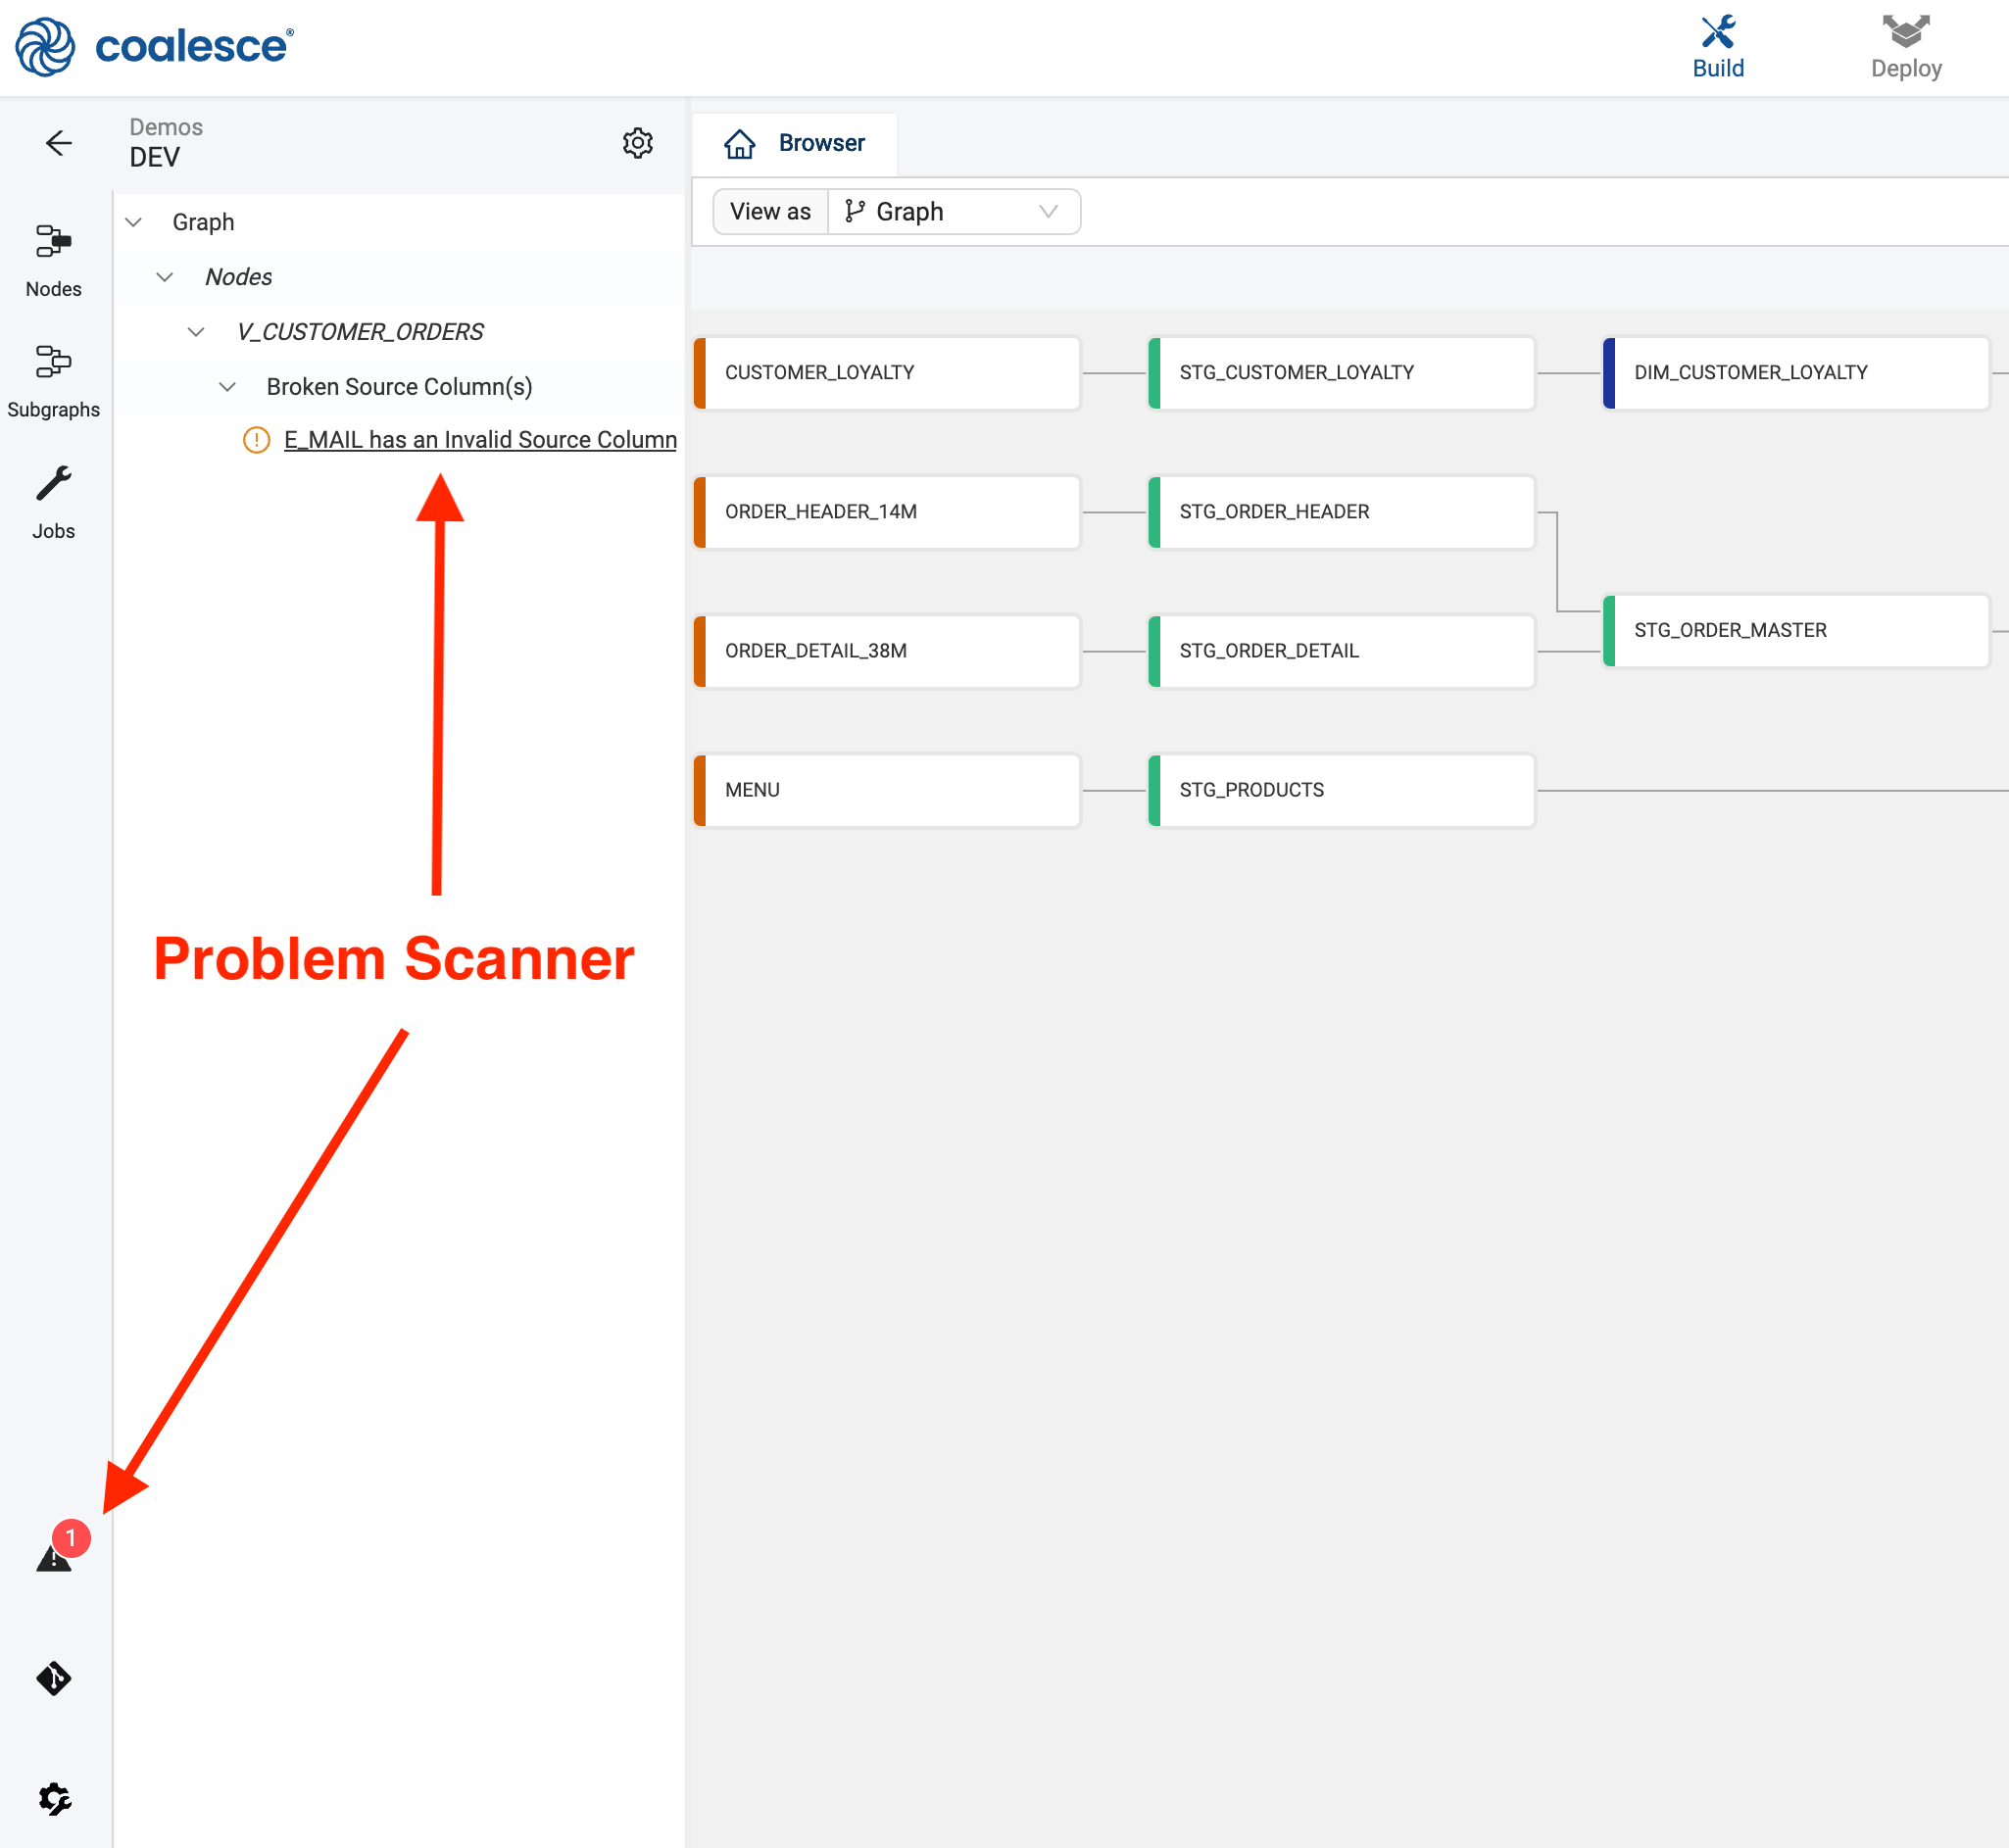 coalesce®
Build
Deploy
Demos
DEV
Browser
Nodes
Subgraphs
Jobs
Graph
Nodes
V_CUSTOMER_ORDERS
Broken Source Column(s)
E_MAIL has an Invalid Source Column
View as
Graph
CUSTOMER_LOYALTY
STG_CUSTOMER_LOYALTY
DIM_CUSTOMER_LOYALTY
ORDER_HEADER_14M
STG_ORDER_HEADER
ORDER_DETAIL_38M
STG_ORDER_DETAIL
STG_ORDER_MASTER
MENU
STG_PRODUCTS
Problem Scanner
1